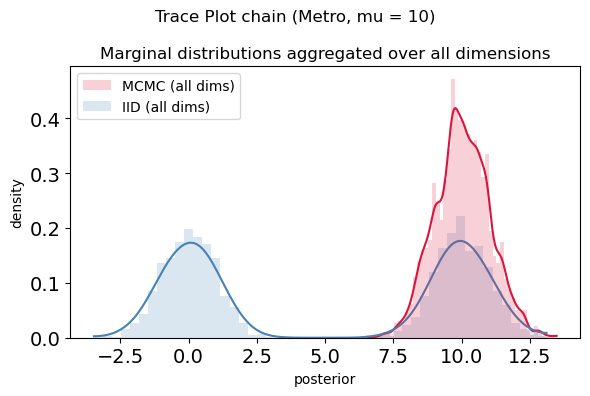 Trace Plot chain (Metro, mu = 10)
Marginal distributions aggregated over all dimensions
MCMC (all dims)
IID (all dims)
density
0.4
0.3
0.2
0.1
0.0
−2.5 0.0 2.5 5.0 7.5 10.0 12.5
posterior